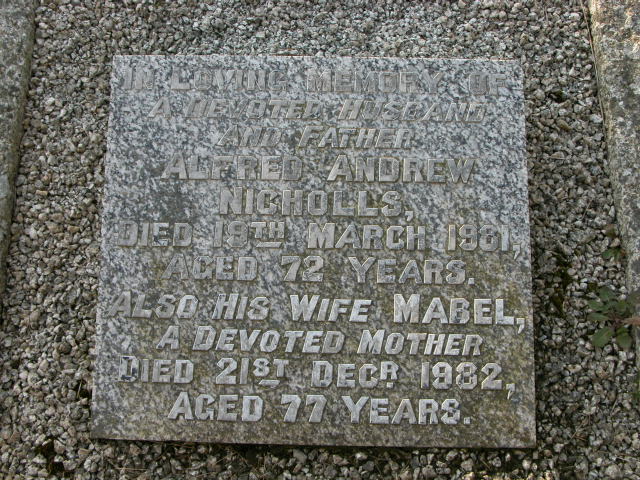 IN LOVING MEMORY OF
A DEVOTED HUSBAND
AND FATHER
ALFRED ANDREW
NICHOLLS,
DIED 19TH MARCH 1981,
AGED 72 YEARS.
ALSO HIS WIFE MABEL,
A DEVOTED MOTHER
DIED 21ST DECR. 1982,
AGED 77 YEARS.